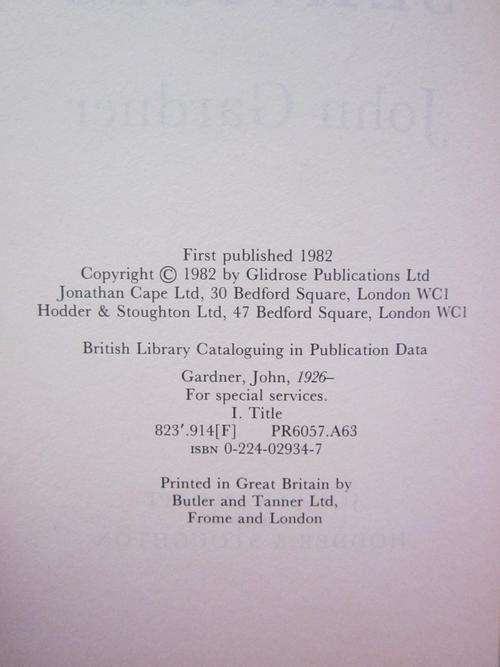 First published 1982
Copyright © 1982 by Glidrose Publications Ltd
Jonathan Cape Ltd, 30 Bedford Square, London WC1
Hodder & Stoughton Ltd, 47 Bedford Square, London WC1
British Library Cataloguing in Publication Data
Gardner, John, 1926–
For special services.
I. Title
823′.914[F] PR6057.A63
ISBN 0-224-02934-7
Printed in Great Britain by
Butler and Tanner Ltd,
Frome and London